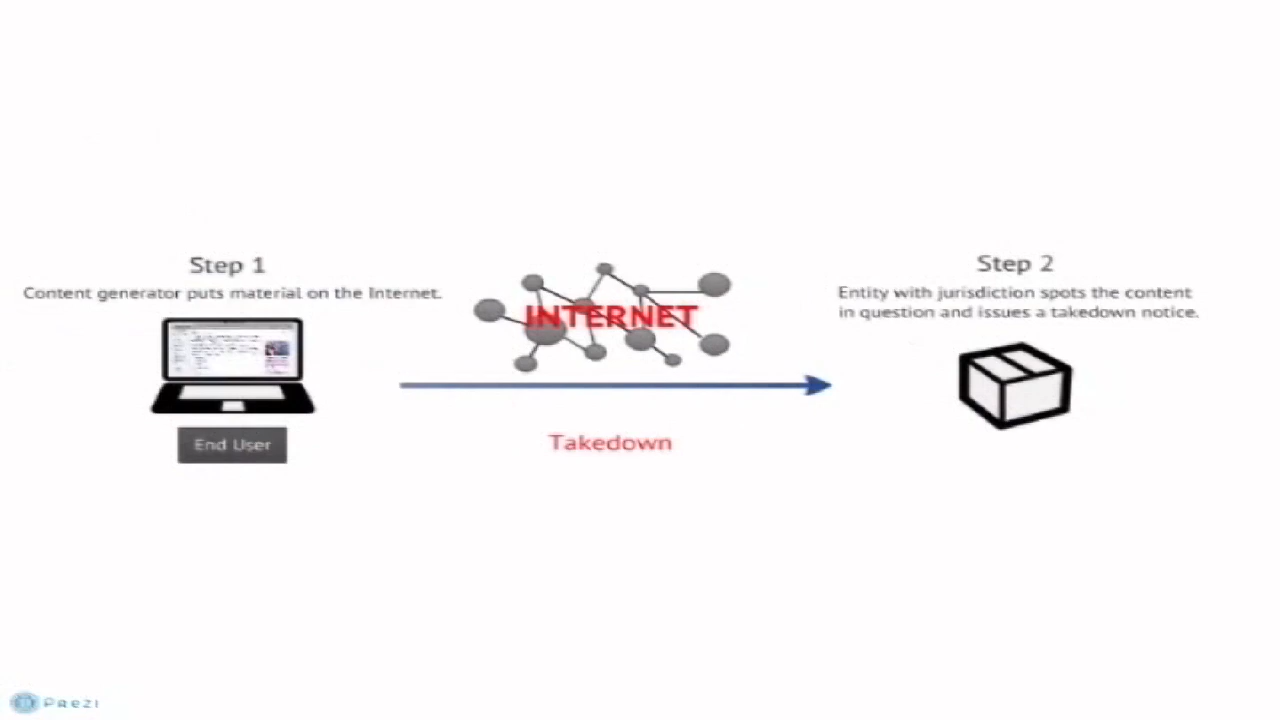 Step 1
Content generator puts material on the Internet.
End User
INTERNET
Takedown
Step 2
Entity with jurisdiction spots the content
in question and issues a takedown notice.
Prezi